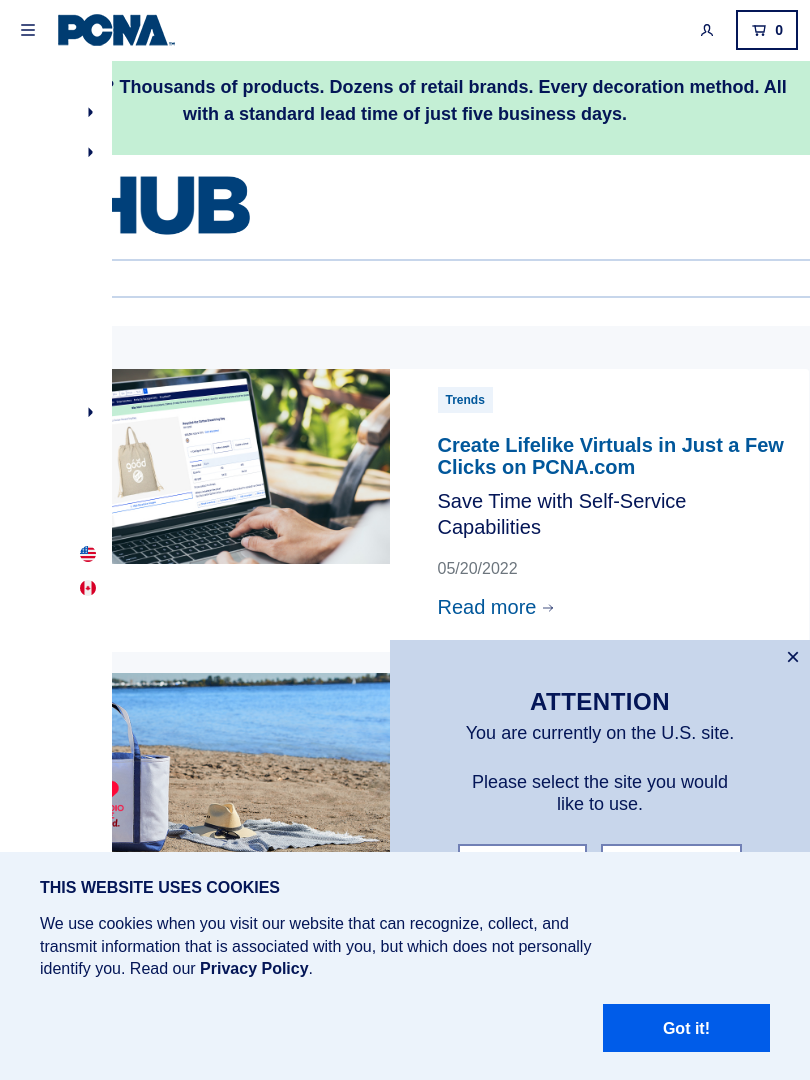 PCNA
0
? Thousands of products. Dozens of retail brands. Every decoration method. All
with a standard lead time of just five business days.
HUB
Trends
Create Lifelike Virtuals in Just a Few
Clicks on PCNA.com
Save Time with Self-Service
Capabilities
05/20/2022
Read more
ATTENTION
You are currently on the U.S. site.
Please select the site you would
like to use.
THIS WEBSITE USES COOKIES
We use cookies when you visit our website that can recognize, collect, and
transmit information that is associated with you, but which does not personally
identify you. Read our Privacy Policy.
Got it!